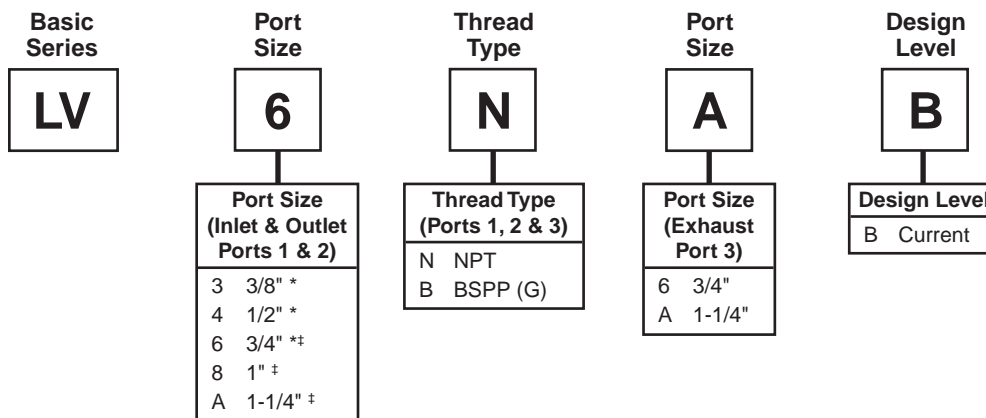 Basic Series
Port Size
Thread Type
Port Size
Design Level
LV
6
N
A
B
Port Size
(Inlet & Outlet
Ports 1 & 2)
3 3/8" *
4 1/2" *
6 3/4" *‡
8 1" ‡
A 1-1/4" ‡
Thread Type
(Ports 1, 2 & 3)
N NPT
B BSPP (G)
Port Size
(Exhaust
Port 3)
6 3/4"
A 1-1/4"
Design Level
B Current